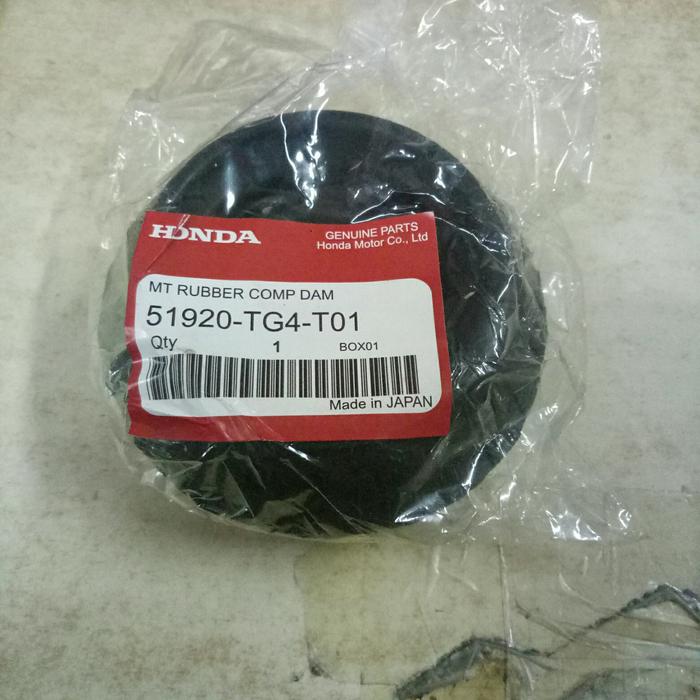 HONDA
GENUINE PARTS
Honda Motor Co., Ltd
MT RUBBER COMP DAM
51920-TG4-T01
Qty 1 BOX01
Made in JAPAN